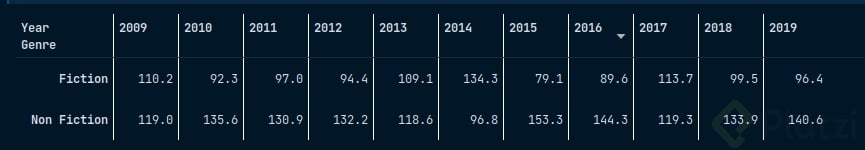 Year 2009 2010 2011 2012 2013 2014 2015 2016 2017 2018 2019
Genre
Fiction 110.2 92.3 97.0 94.4 109.1 134.3 79.1 89.6 113.7 99.5 96.4
Non Fiction 119.0 135.6 130.9 132.2 118.6 96.8 153.3 144.3 119.3 133.9 140.6
Platzi